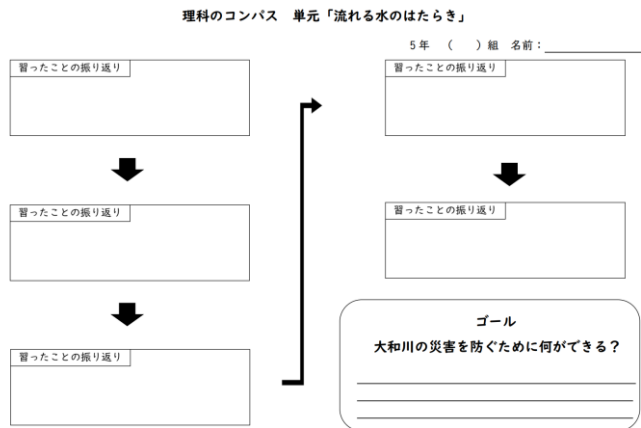 理科のコンパス　単元「流れる水のはたらき」
5年　（　　）組　名前：
習ったことの振り返り
習ったことの振り返り
習ったことの振り返り
習ったことの振り返り
習ったことの振り返り
ゴール
大和川の災害を防ぐために何ができる？